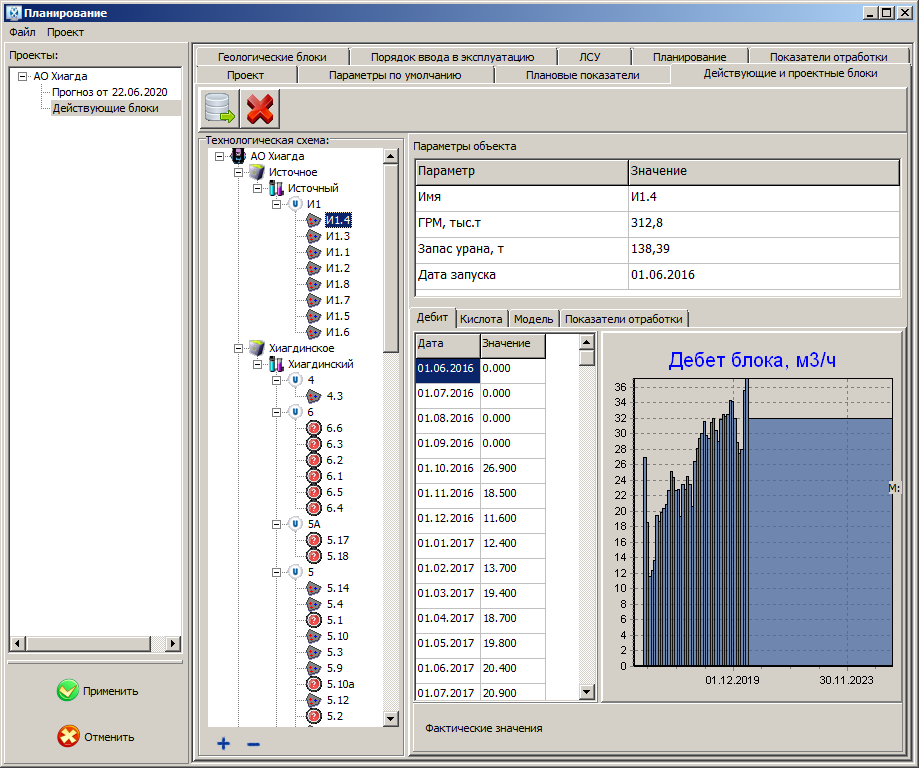 Планирование
Файл Проект
Проекты:
АО Хиагда
Прогноз от 22.06.2020
Действующие блоки
Применить
Отменить
Геологические блоки Порядок ввода в эксплуатацию ЛСУ Планирование Показатели отработки
Проект Параметры по умолчанию Плановые показатели Действующие и проектные блоки
Технологическая схема:
АО Хиагда
Источное
Источный
И1
И1.4
И1.3
И1.1
И1.2
И1.8
И1.7
И1.5
И1.6
Хиагдинское
Хиагдинский
4
4.3
6
6.6
6.3
6.2
6.1
6.5
6.4
5А
5.17
5.18
5
5.14
5.4
5.1
5.10
5.3
5.9
5.10а
5.12
5.2
Параметры объекта
Параметр Значение
Имя И1.4
ГРМ, тыс.т 312,8
Запас урана, т 138,39
Дата запуска 01.06.2016
Дебит Кислота Модель Показатели отработки
Дата Значение
01.06.2016 0.000
01.07.2016 0.000
01.08.2016 0.000
01.09.2016 0.000
01.10.2016 26.900
01.11.2016 18.500
01.12.2016 11.600
01.01.2017 12.400
01.02.2017 13.700
01.03.2017 19.400
01.04.2017 18.700
01.05.2017 19.800
01.06.2017 20.400
01.07.2017 20.900
Дебет блока, м3/ч
36
34
32
30
28
26
24
22
20
18
16
14
12
10
8
6
4
2
0
01.12.2019 30.11.2023
М:
Фактические значения